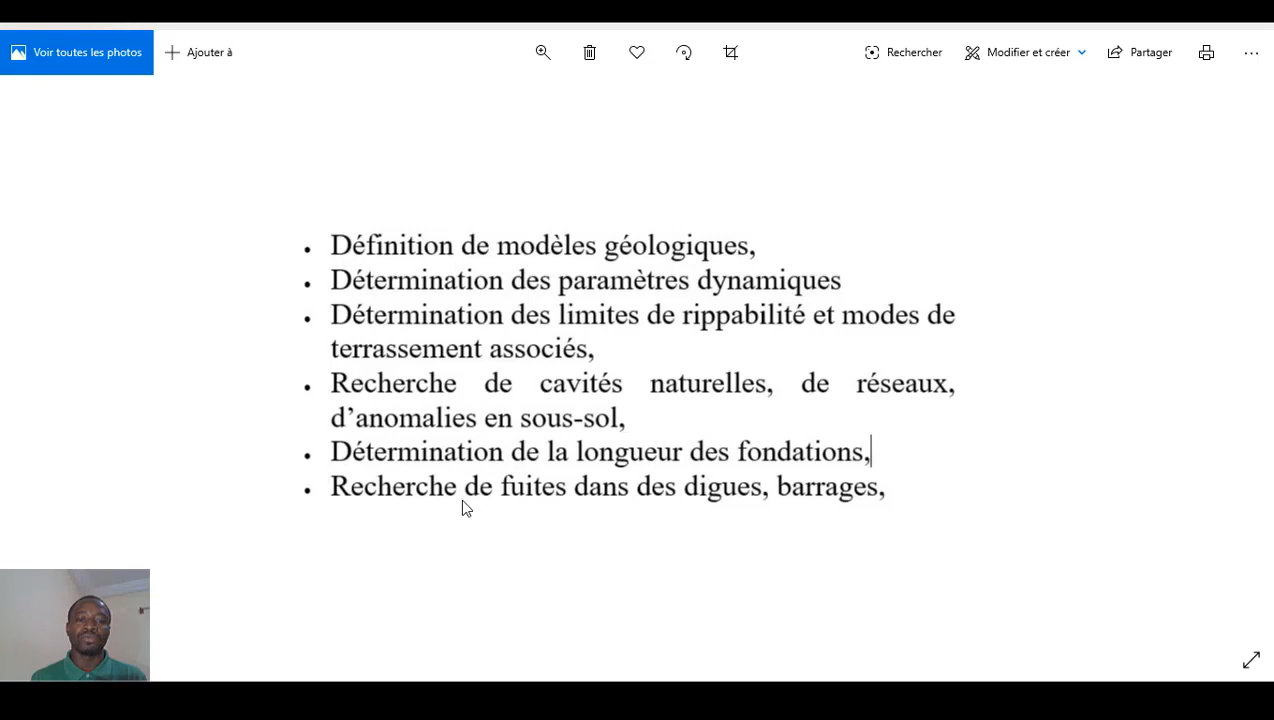 Voir toutes les photos
Ajouter à
Rechercher
Modifier et créer
Partager
• Définition de modèles géologiques,
• Détermination des paramètres dynamiques
• Détermination des limites de rippabilité et modes de
terrassement associés,
• Recherche de cavités naturelles, de réseaux,
d’anomalies en sous-sol,
• Détermination de la longueur des fondations,
• Recherche de fuites dans des digues, barrages,